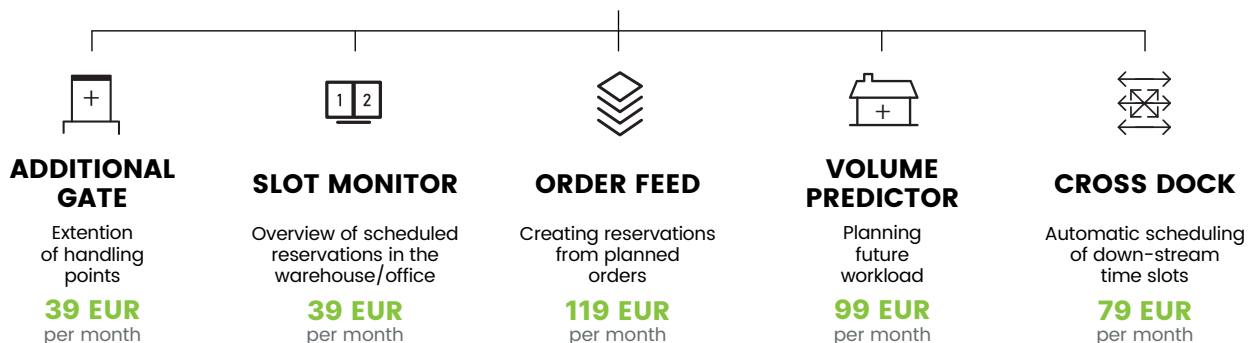 1 2
ADDITIONAL
GATE
Extention
of handling
points
39 EUR
per month
SLOT MONITOR
Overview of scheduled
reservations in the
warehouse/office
39 EUR
per month
ORDER FEED
Creating reservations
from planned
orders
119 EUR
per month
VOLUME
PREDICTOR
Planning
future
workload
99 EUR
per month
CROSS DOCK
Automatic scheduling
of down-stream
time slots
79 EUR
per month